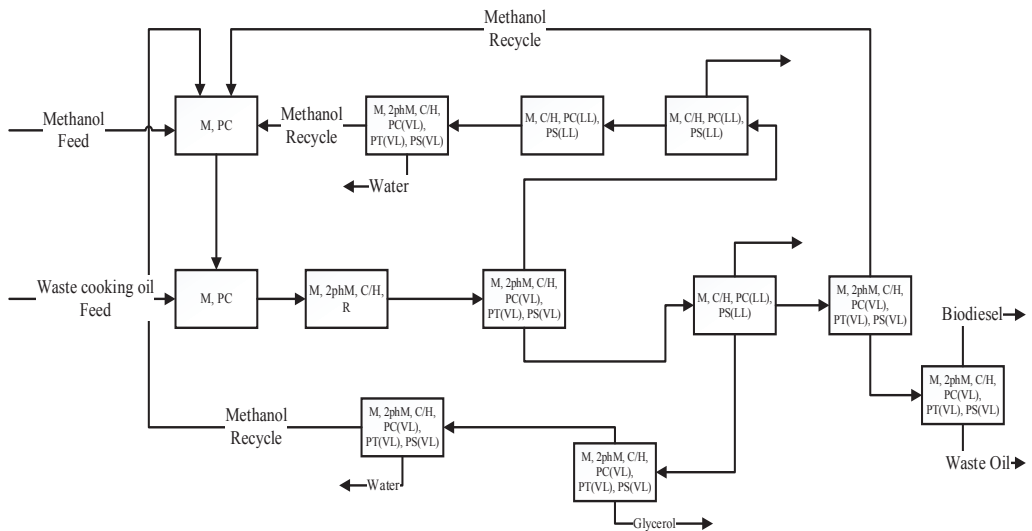 Methanol
Recycle
Methanol
Feed
M, PC
Methanol
Recycle
M, 2phM, C/H,
PC(VL),
PT(VL), PS(VL)
M, C/H, PC(LL),
PS(LL)
M, C/H, PC(LL),
PS(LL)
Water
Waste cooking oil
Feed
M, PC
M, 2phM, C/H,
R
M, 2phM, C/H,
PC(VL),
PT(VL), PS(VL)
M, C/H, PC(LL),
PS(LL)
M, 2phM, C/H,
PC(VL),
PT(VL), PS(VL)
Biodiesel
M, 2phM, C/H,
PC(VL),
PT(VL), PS(VL)
Waste Oil
Methanol
Recycle
M, 2phM, C/H,
PC(VL),
PT(VL), PS(VL)
Water
M, 2phM, C/H,
PC(VL),
PT(VL), PS(VL)
Glycerol